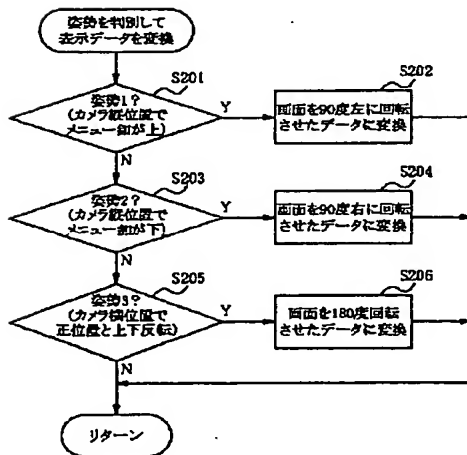 姿勢を判別して
表示データを変換
S201
姿勢1?
(カメラ縦位置で
メニュー釦が上)
Y
N
S202
画面を90度左に回転
させたデータに変換
S203
姿勢2?
(カメラ縦位置で
メニュー釦が下)
Y
N
S204
画面を90度右に回転
させたデータに変換
S205
姿勢3?
(カメラ横位置で
正位置と上下反転)
Y
N
S206
画面を180度回転
させたデータに変換
リターン